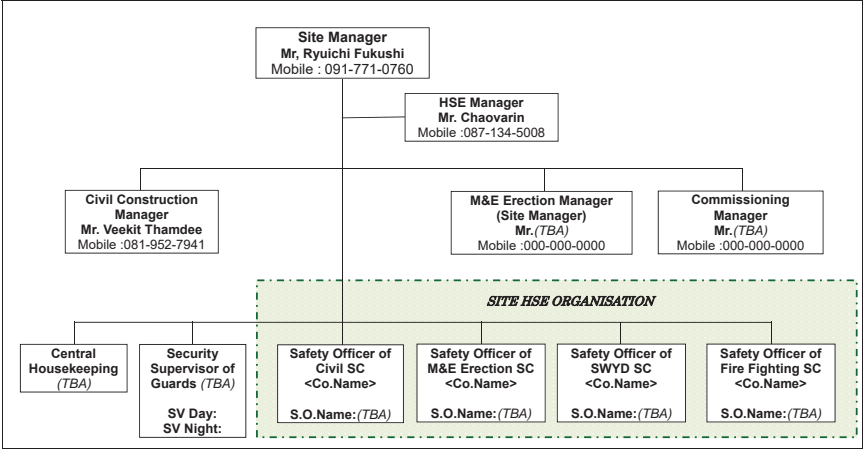 Site Manager
Mr, Ryuichi Fukushi
Mobile : 091-771-0760
HSE Manager
Mr. Chaovarin
Mobile :087-134-5008
Civil Construction
Manager
Mr. Veekit Thamdee
Mobile :081-952-7941
M&E Erection Manager
(Site Manager)
Mr.(TBA)
Mobile :000-000-0000
Commissioning
Manager
Mr.(TBA)
Mobile :000-000-0000
SITE HSE ORGANISATION
Central
Housekeeping
(TBA)
Security
Supervisor of
Guards (TBA)
SV Day:
SV Night:
Safety Officer of
Civil SC
<Co.Name>
S.O.Name:(TBA)
Safety Officer of
M&E Erection SC
<Co.Name>
S.O.Name:(TBA)
Safety Officer of
SWYD SC
<Co.Name>
S.O.Name:(TBA)
Safety Officer of
Fire Fighting SC
<Co.Name>
S.O.Name:(TBA)